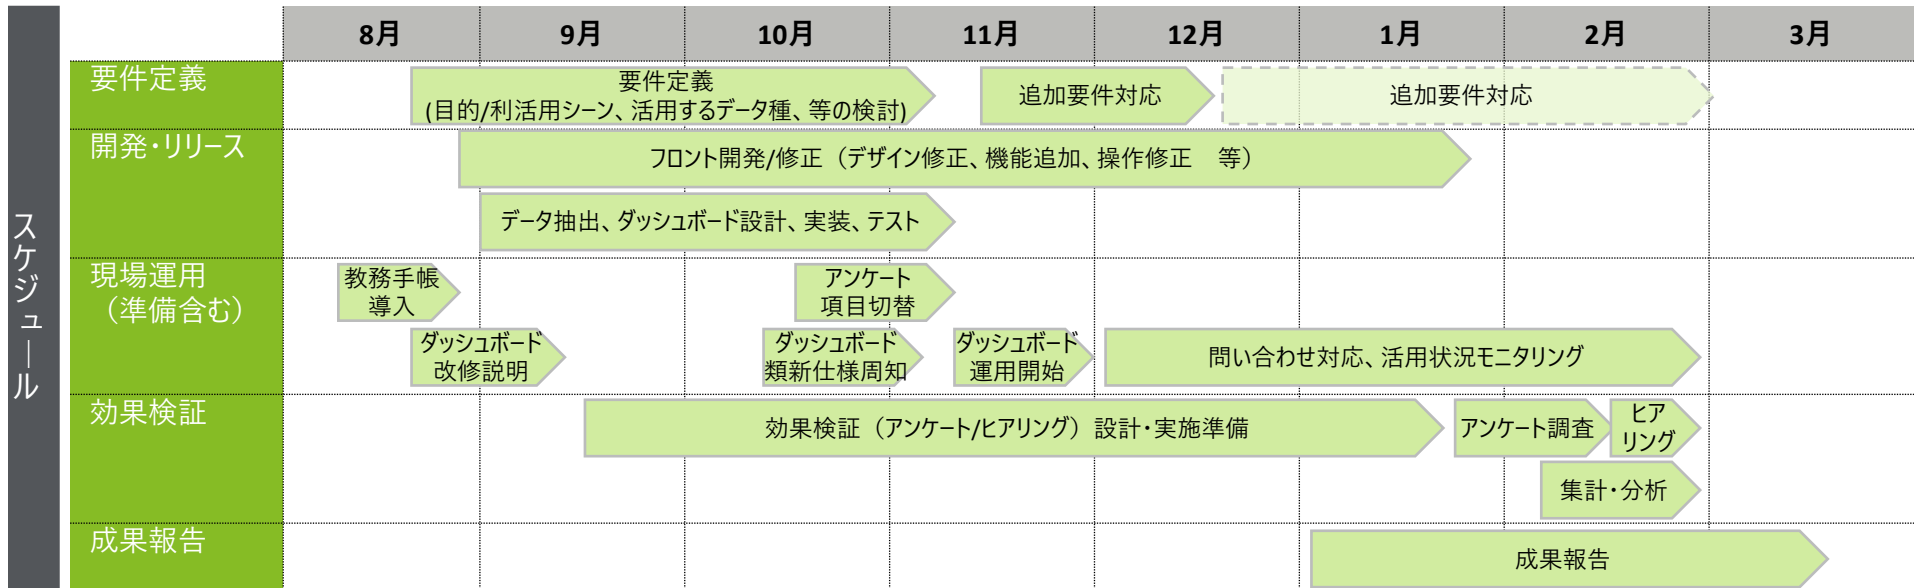 スケジュール
8月 9月 10月 11月 12月 1月 2月 3月
要件定義
要件定義
(目的/利活用シーン、活用するデータ種、等の検討)
追加要件対応
追加要件対応
開発・リリース
フロント開発/修正（デザイン修正、機能追加、操作修正　等）
データ抽出、ダッシュボード設計、実装、テスト
現場運用
（準備含む）
教務手帳
導入
アンケート
項目切替
ダッシュボード
改修説明
ダッシュボード
類新仕様周知
ダッシュボード
運用開始
問い合わせ対応、活用状況モニタリング
効果検証
効果検証（アンケート/ヒアリング）設計・実施準備
アンケート調査
ヒア
リング
集計・分析
成果報告
成果報告